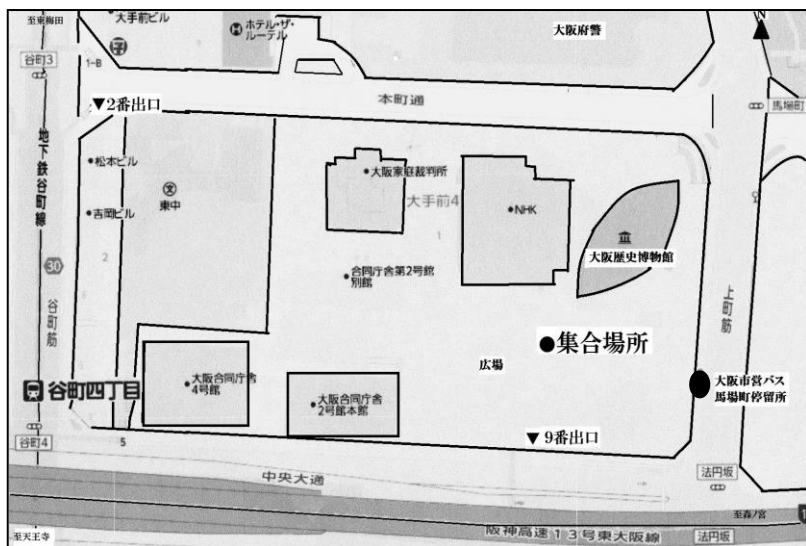 至東梅田
大手前ビル
ホテル・ザ・
ルーテル
大阪府警
N
谷町3
1-B
▼2番出口
本町通
馬場町
地下鉄谷町線
松本ビル
東中
吉岡ビル
大阪家庭裁判所
大手前4
NHK
1
2
大阪歴史博物館
合同庁舎第2号館
別館
30
谷町筋
上町筋
●集合場所
広場
谷町四丁目
大阪合同庁舎
4号館
大阪合同庁舎
2号館本館
大阪市営バス
馬場町停留所
▼9番出口
谷町4
5
中央大通
法円坂
至森ノ宮
至天王寺
阪神高速13号東大阪線
法円坂